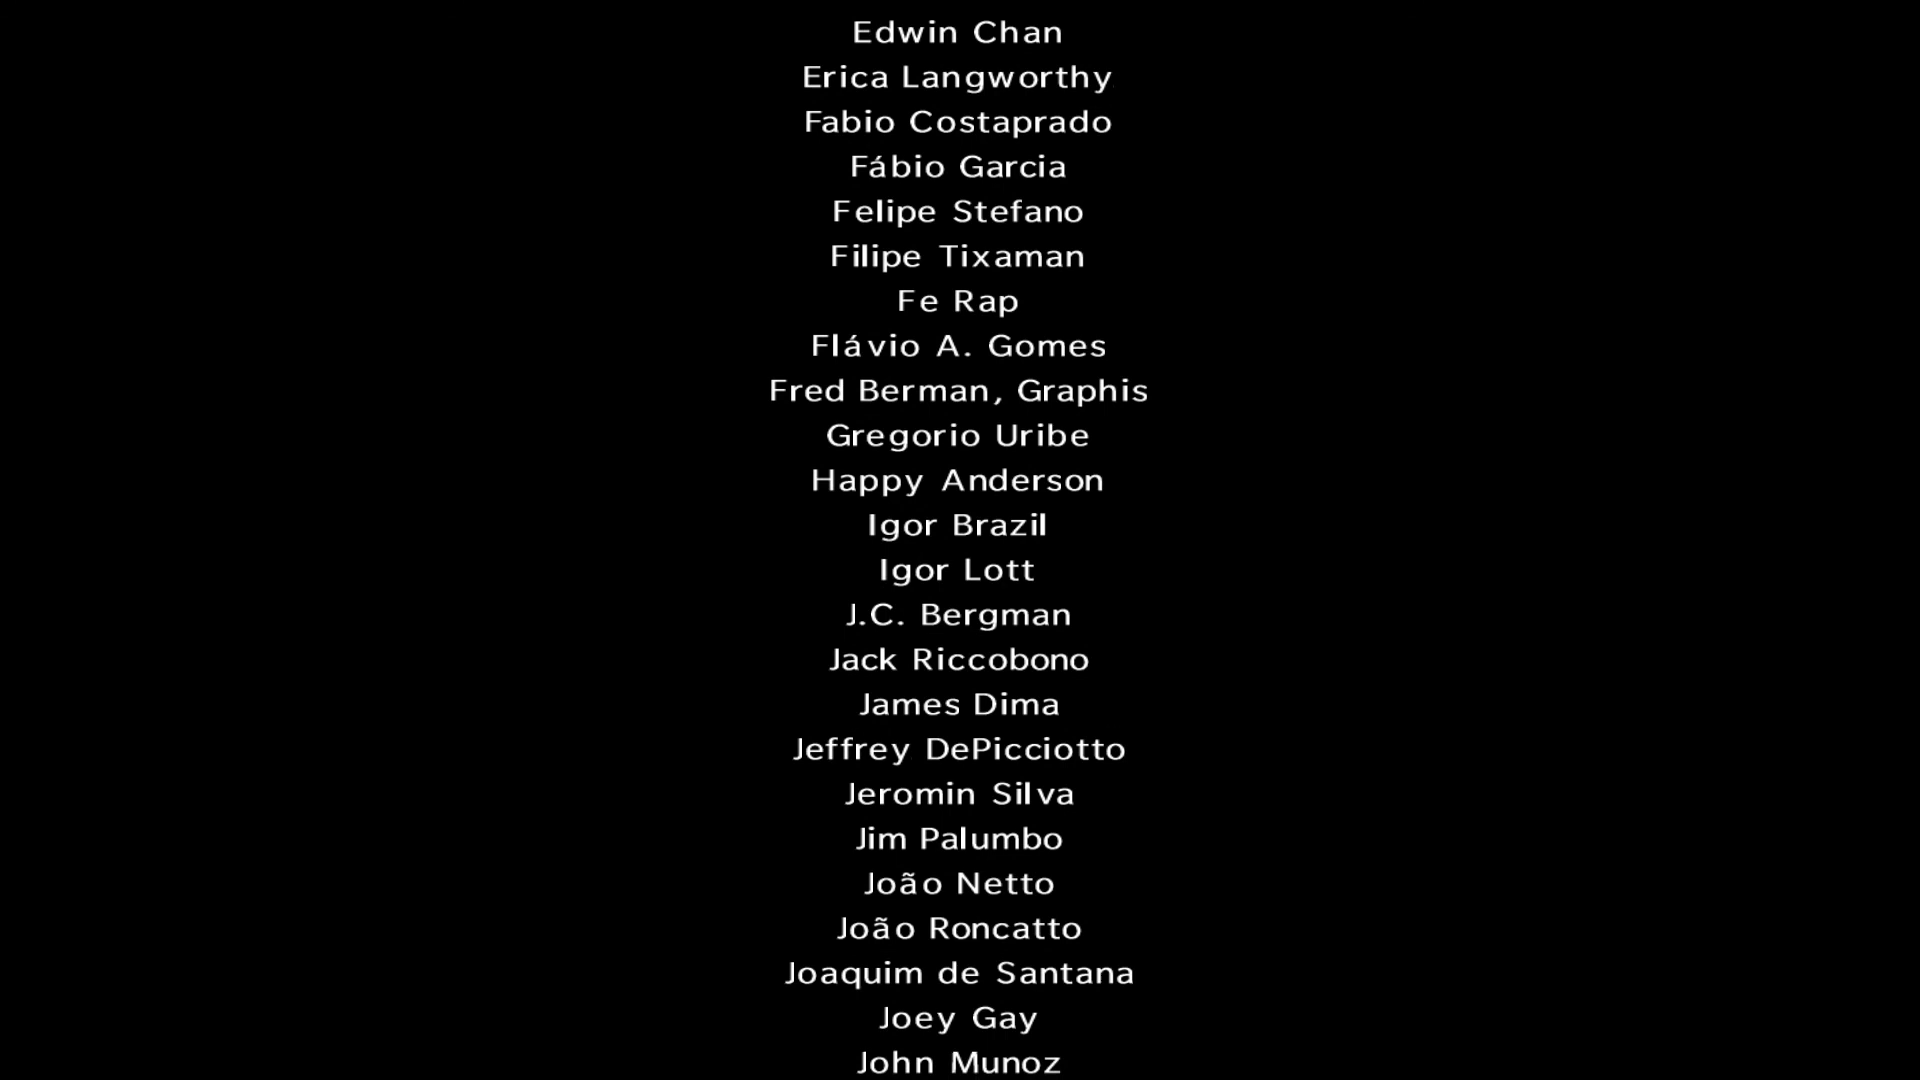 Edwin Chan
Erica Langworthy
Fabio Costaprado
Fábio Garcia
Felipe Stefano
Filipe Tixaman
Fe Rap
Flávio A. Gomes
Fred Berman, Graphis
Gregorio Uribe
Happy Anderson
Igor Brazil
Igor Lott
J.C. Bergman
Jack Riccobono
James Dima
Jeffrey DePicciotto
Jeromin Silva
Jim Palumbo
João Netto
João Roncatto
Joaquim de Santana
Joey Gay
John Munoz